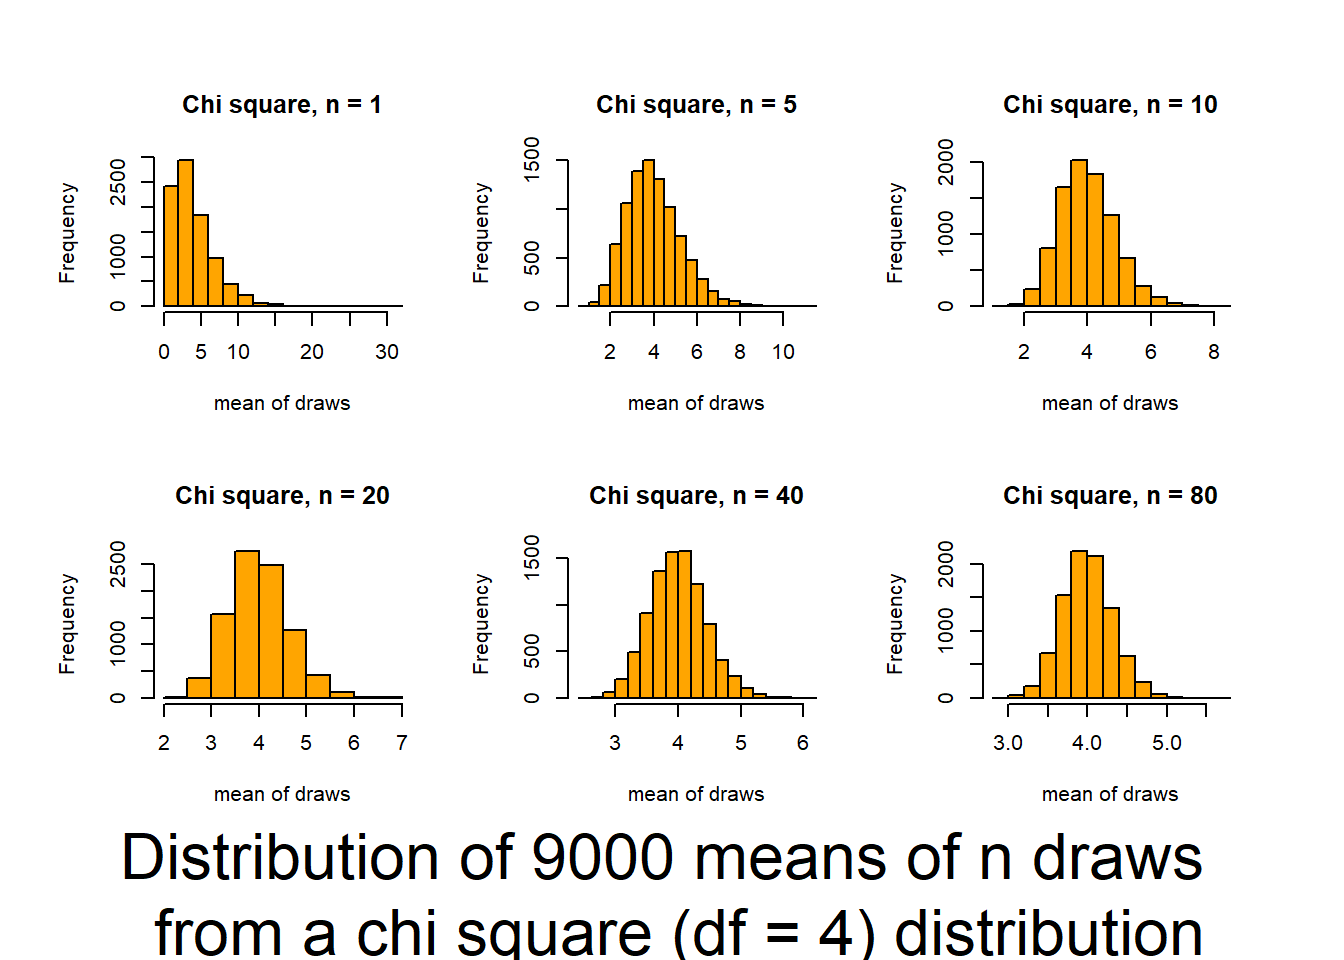 Chi square, n = 1
Frequency
0 1000 2500
0 5 10 20 30
mean of draws
Chi square, n = 5
Frequency
0 500 1500
2 4 6 8 10
mean of draws
Chi square, n = 10
Frequency
0 1000 2000
2 4 6 8
mean of draws
Chi square, n = 20
Frequency
0 1000 2500
2 3 4 5 6 7
mean of draws
Chi square, n = 40
Frequency
0 500 1500
3 4 5 6
mean of draws
Chi square, n = 80
Frequency
0 1000 2000
3.0 4.0 5.0
mean of draws
Distribution of 9000 means of n draws
from a chi square (df = 4) distribution